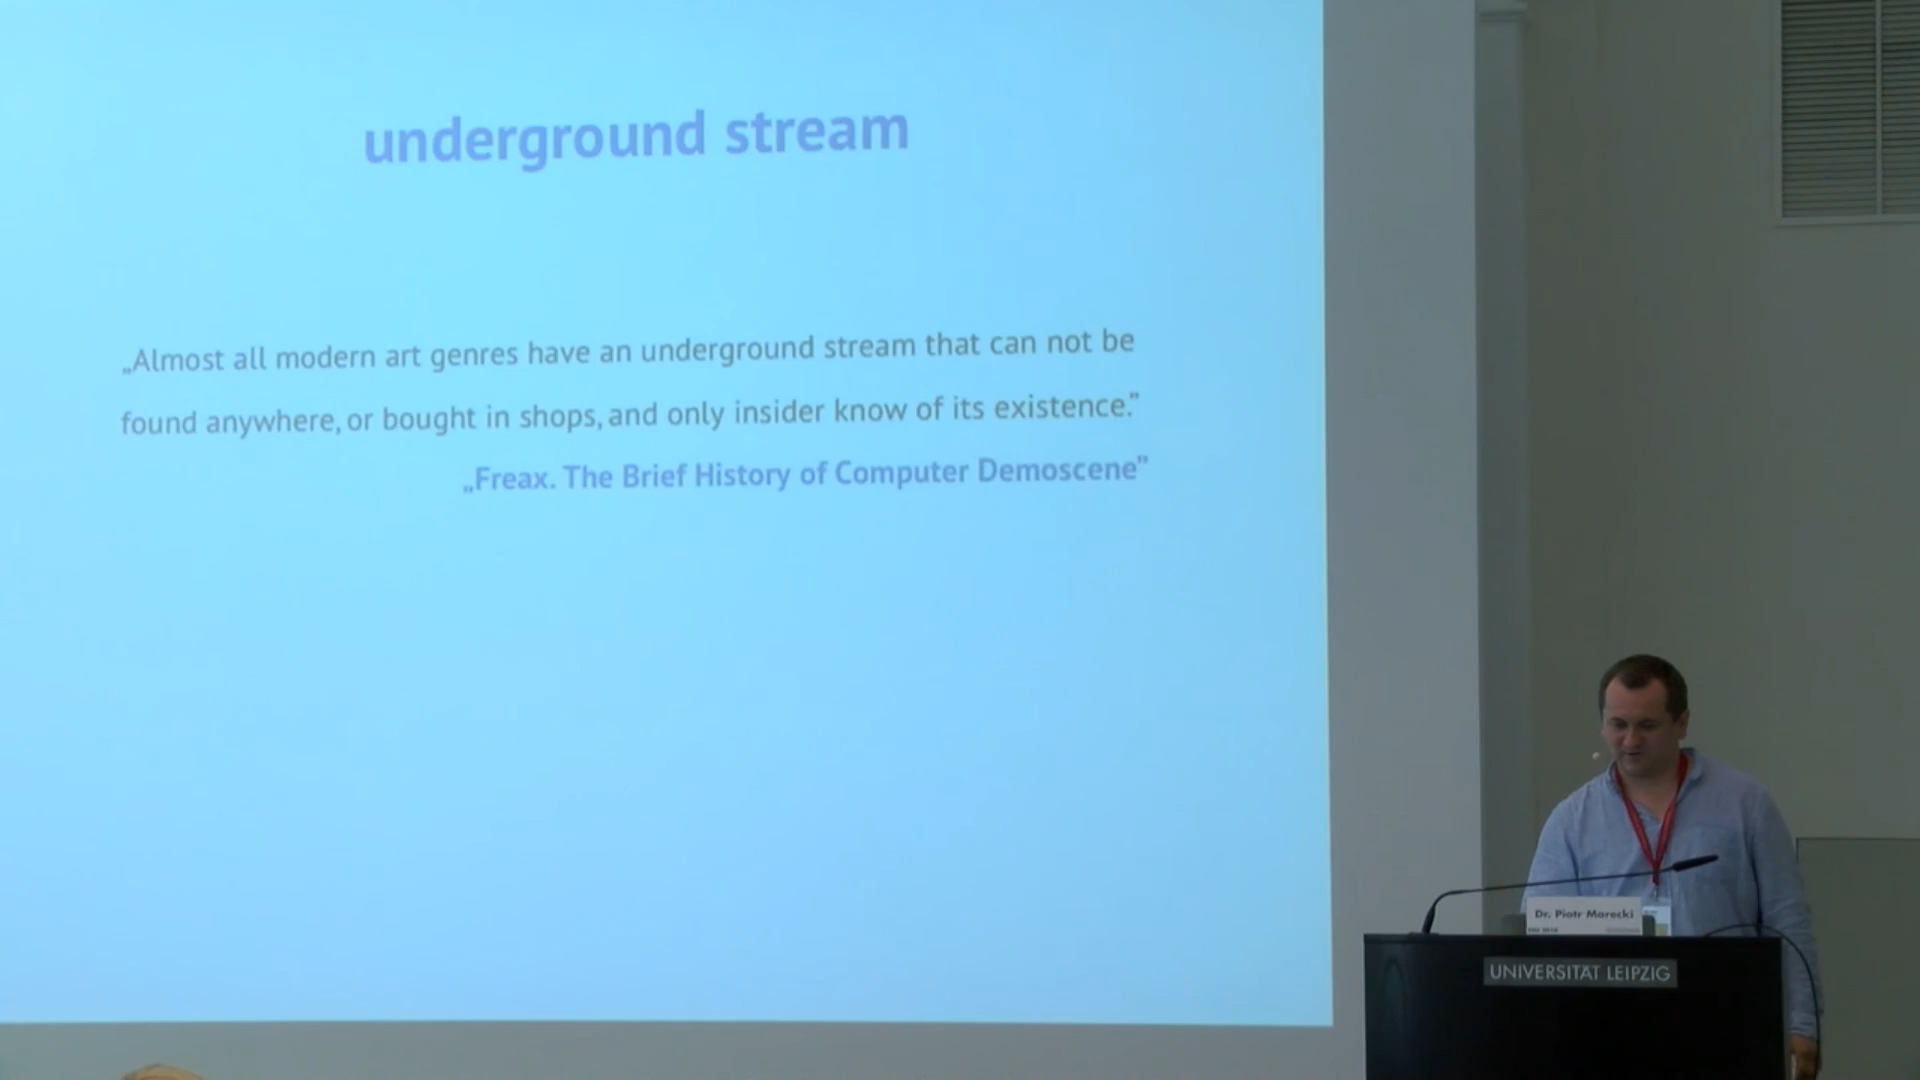 underground stream
„Almost all modern art genres have an underground stream that can not be
found anywhere, or bought in shops, and only insider know of its existence.”
„Freax. The Brief History of Computer Demoscene”
Dr. Piotr Marecki
UNIVERSITÄT LEIPZIG